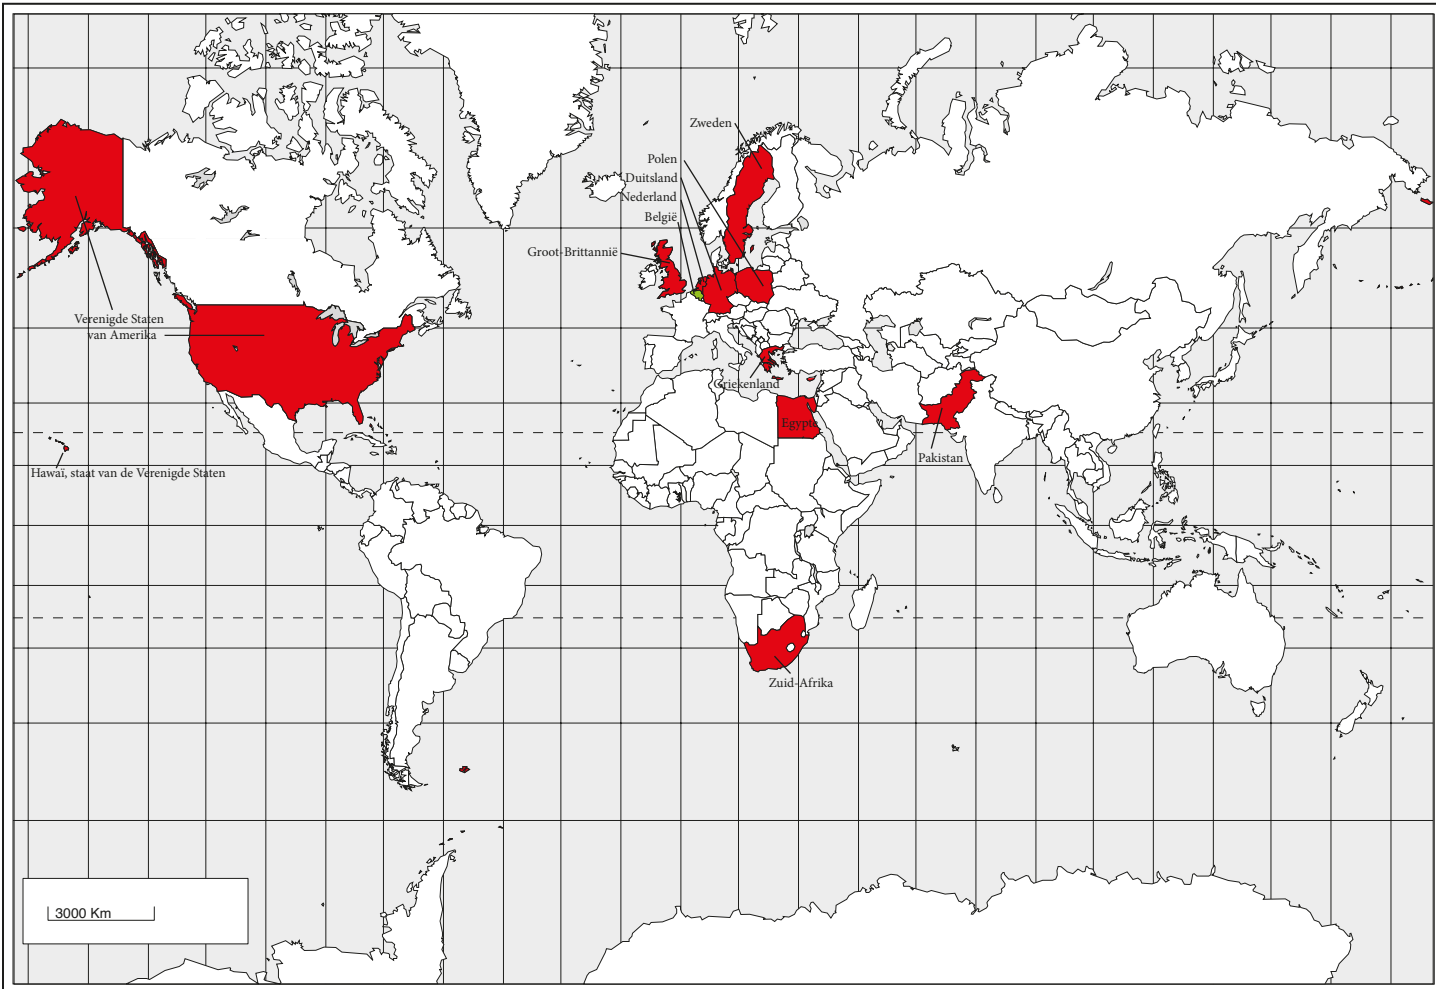 Zweden
Polen
Duitsland
Nederland
België
Groot-Brittannië
Verenigde Staten
van Amerika
Griekenland
Egypte
Pakistan
Hawaï, staat van de Verenigde Staten
Zuid-Afrika
3000 Km